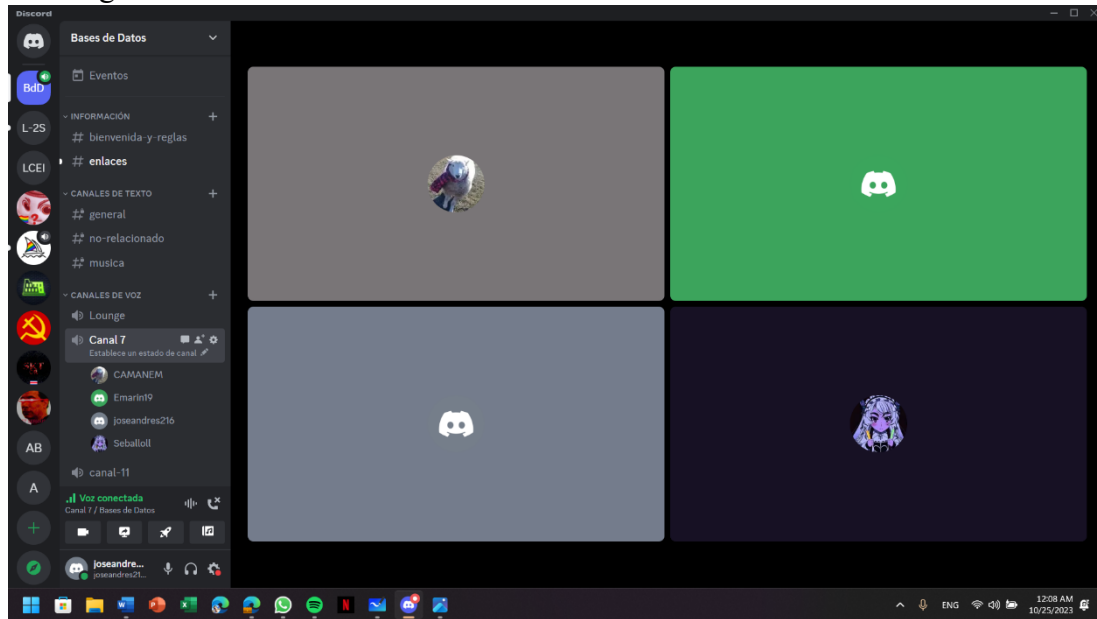 Discord
BdD
L-2S
LCEI
AB
A
Bases de Datos
Eventos
INFORMACIÓN
bienvenida-y-reglas
enlaces
CANALES DE TEXTO
general
no-relacionado
musica
CANALES DE VOZ
Lounge
Canal 7
Establece un estado de canal
CAMANEM
Emarin19
joseandres216
Seballoll
canal-11
Voz conectada
Canal 7 / Bases de Datos
joseandre...
joseandres21...
ENG
12:08 AM
10/25/2023